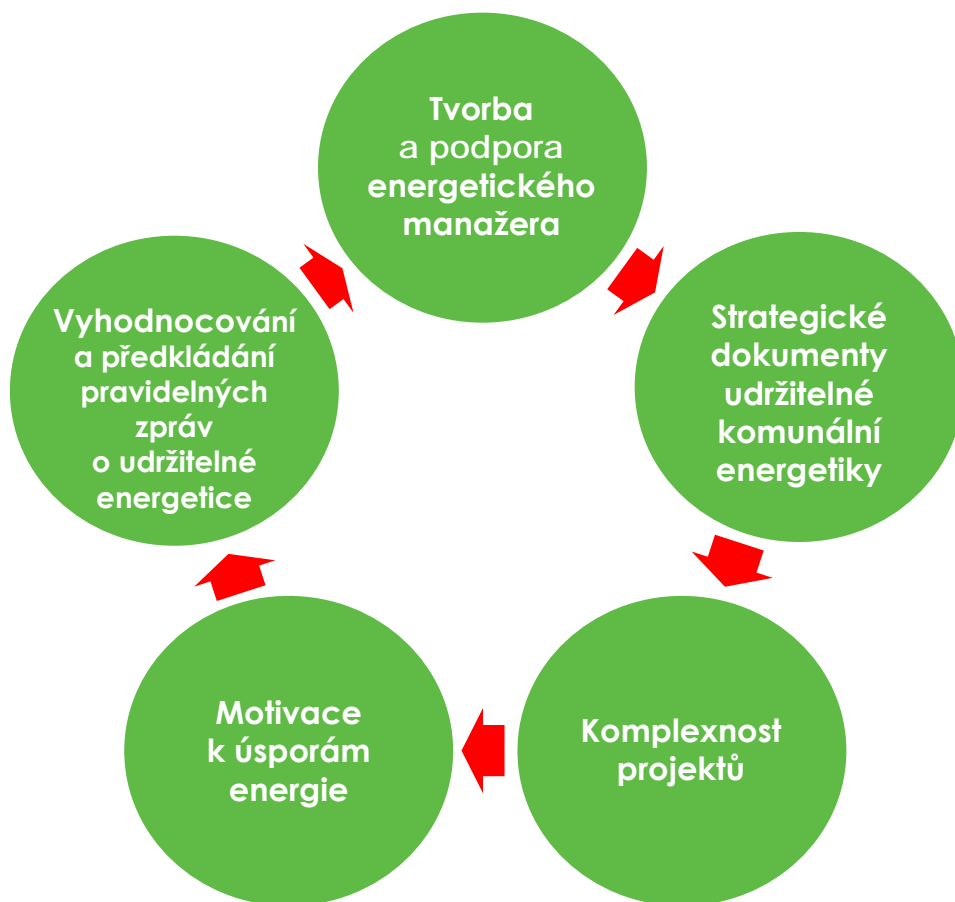 Tvorba
a podpora
energetického
manažera
Strategické
dokumenty
udržitelné
komunální
energetiky
Komplexnost
projektů
Motivace
k úsporám
energie
Vyhodnocování
a předkládání
pravidelných
zpráv
o udržitelné
energetice